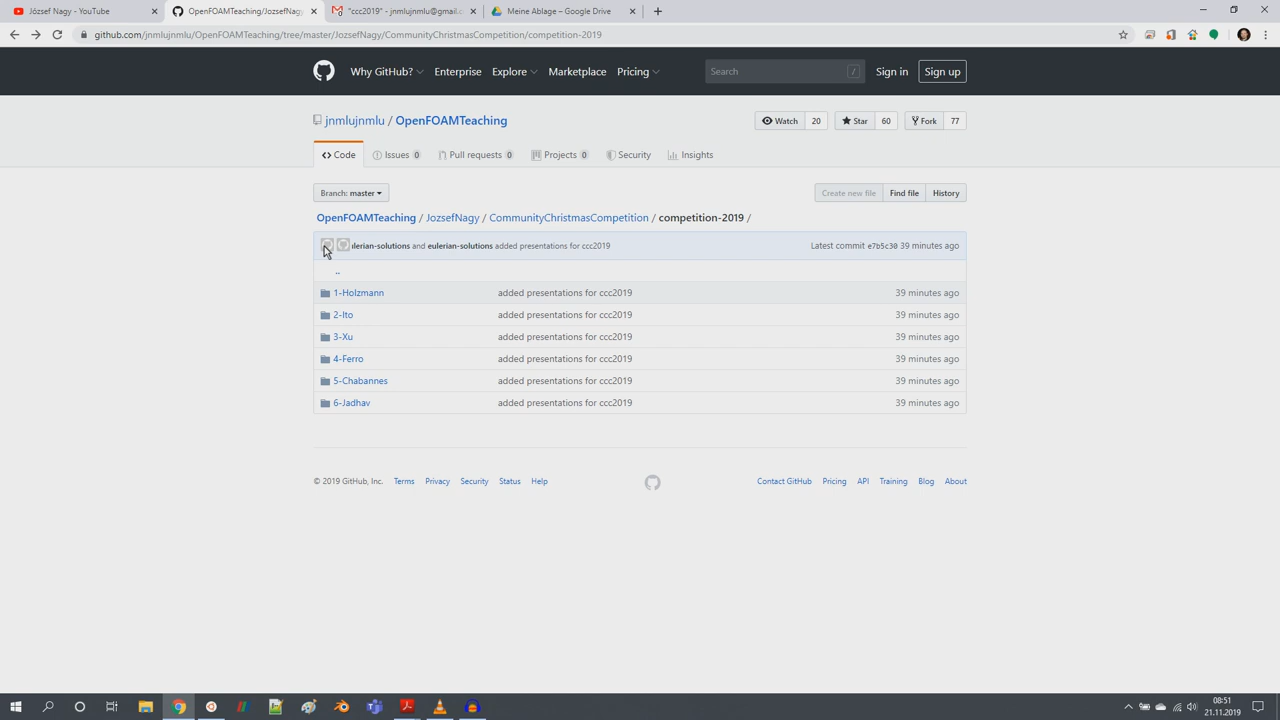 József Nagy - YouTube
OpenFOAMTeaching/JozsefNagy
"ccc2019" - jnmlujnmlu@gmail.c
Meine Ablage – Google Drive
github.com/jnmlujnmlu/OpenFOAMTeaching/tree/master/JozsefNagy/CommunityChristmasCompetition/competition-2019
Why GitHub? Enterprise Explore Marketplace Pricing Search / Sign in Sign up
jnmlujnmlu / OpenFOAMTeaching Watch 20 Star 60 Fork 77
Code Issues 0 Pull requests 0 Projects 0 Security Insights
Branch: master Create new file Find file History
OpenFOAMTeaching / JozsefNagy / CommunityChristmasCompetition / competition-2019 /
ulerian-solutions and eulerian-solutions added presentations for ccc2019 Latest commit e7b5c30 39 minutes ago
..
1-Holzmann added presentations for ccc2019 39 minutes ago
2-Ito added presentations for ccc2019 39 minutes ago
3-Xu added presentations for ccc2019 39 minutes ago
4-Ferro added presentations for ccc2019 39 minutes ago
5-Chabannes added presentations for ccc2019 39 minutes ago
6-Jadhav added presentations for ccc2019 39 minutes ago
© 2019 GitHub, Inc. Terms Privacy Security Status Help Contact GitHub Pricing API Training Blog About
08:51
21.11.2019